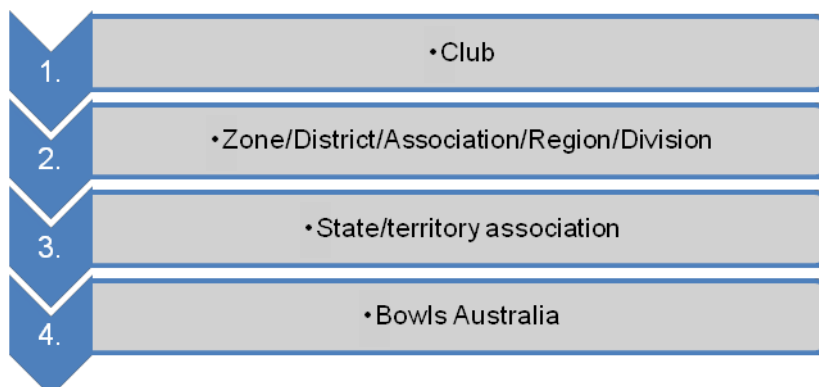 1.
•Club
2.
•Zone/District/Association/Region/Division
3.
•State/territory association
4.
•Bowls Australia